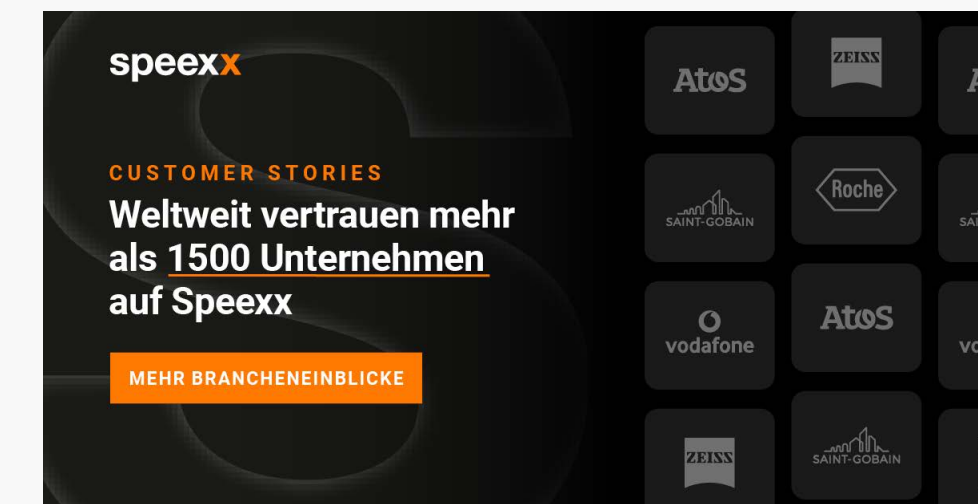 speexx
CUSTOMER STORIES
Weltweit vertrauen mehr
als 1500 Unternehmen
auf Speexx
MEHR BRANCHENEINBLICKE
Atos
ZEISS
SAINT-GOBAIN
Roche
vodafone
Atos
ZEISS
SAINT-GOBAIN